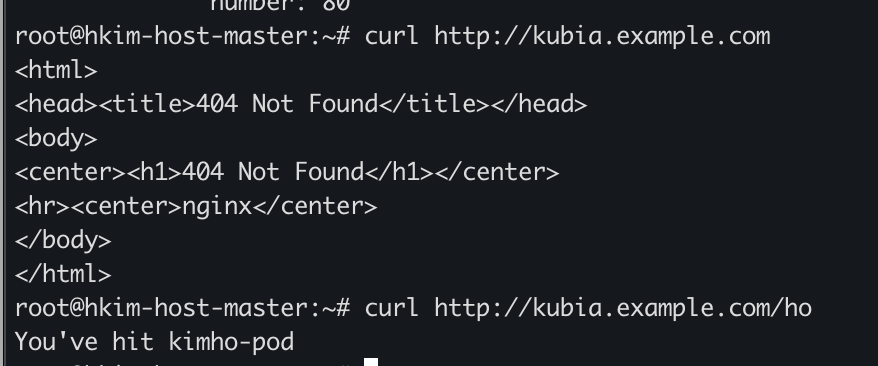 number: 80
root@hkim-host-master:~# curl http://kubia.example.com
<html>
<head><title>404 Not Found</title></head>
<body>
<center><h1>404 Not Found</h1></center>
<hr><center>nginx</center>
</body>
</html>
root@hkim-host-master:~# curl http://kubia.example.com/ho
You've hit kimho-pod